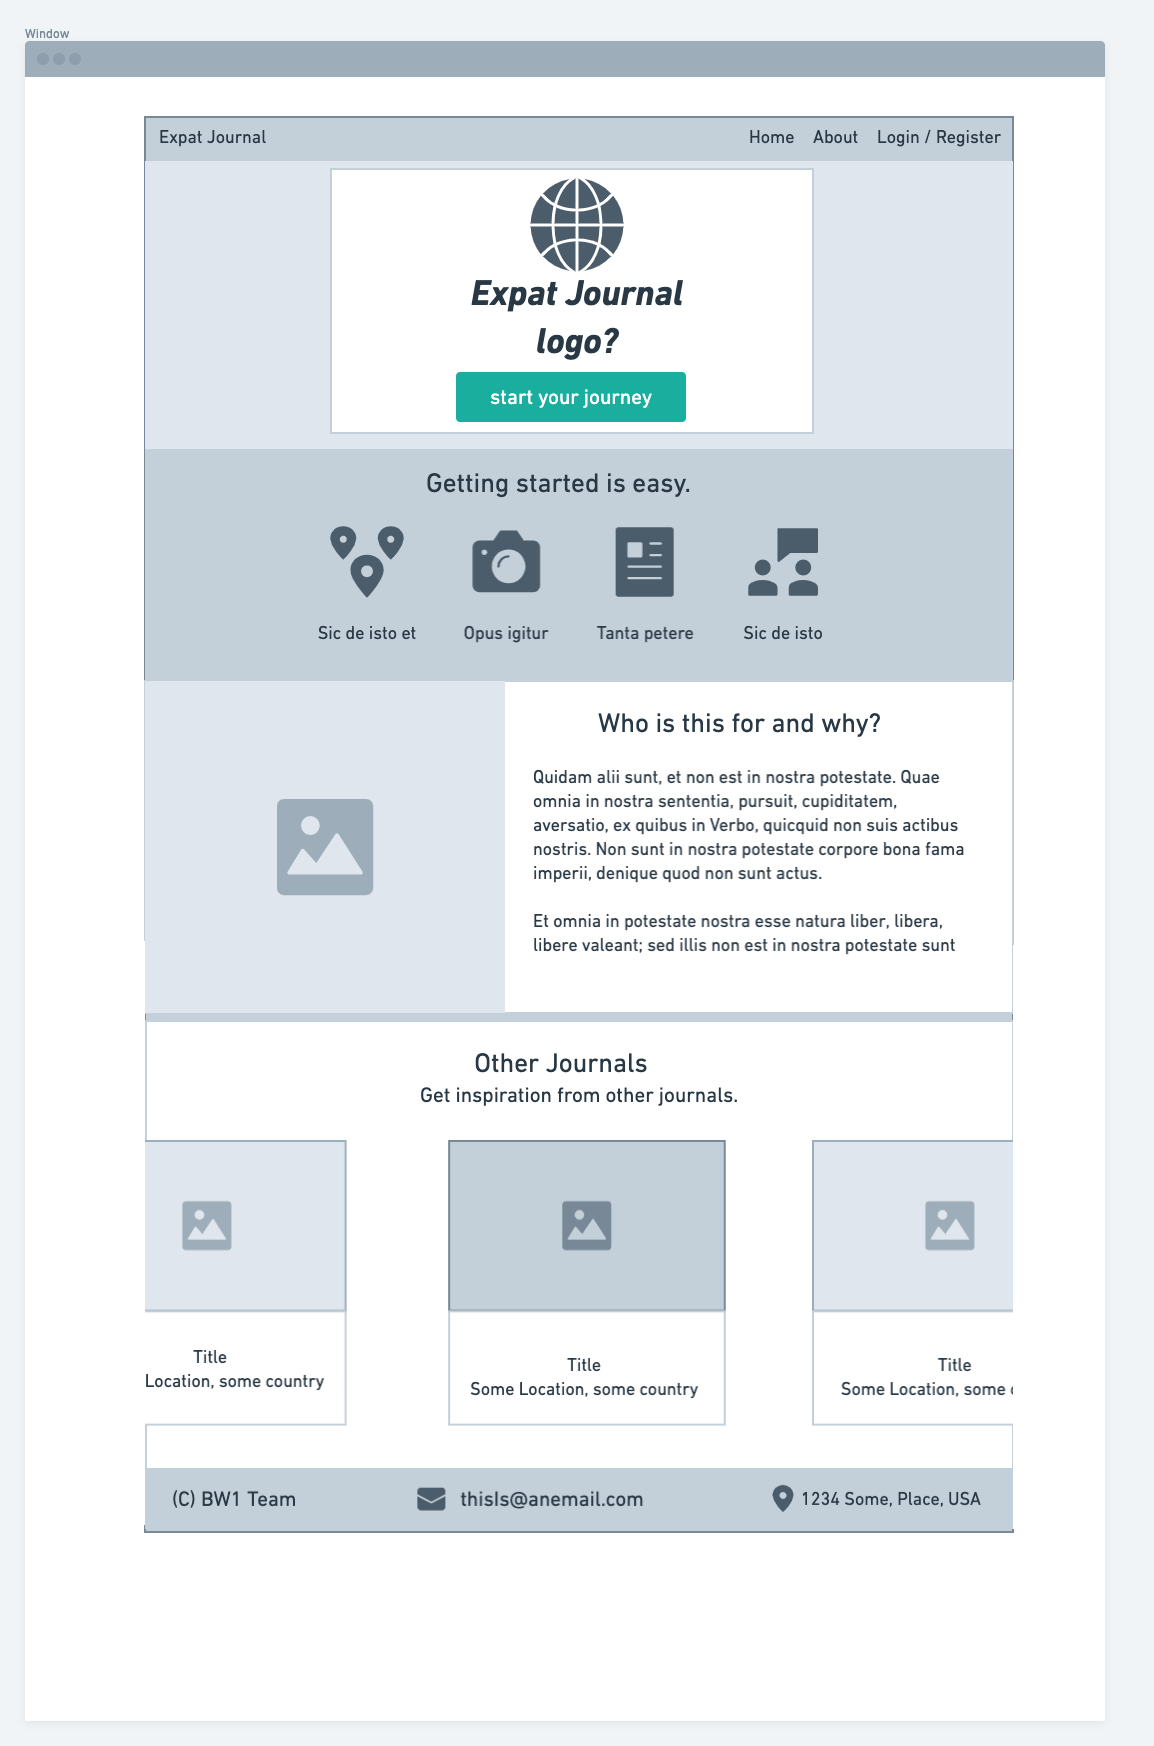 Window
Expat Journal
Home About Login / Register
Expat Journal
logo?
start your journey
Getting started is easy.
Sic de isto et
Opus igitur
Tanta petere
Sic de isto
Who is this for and why?
Quidam alii sunt, et non est in nostra potestate. Quae
omnia in nostra sententia, pursuit, cupiditatem,
aversatio, ex quibus in Verbo, quicquid non suis actibus
nostris. Non sunt in nostra potestate corpore bona fama
imperii, denique quod non sunt actus.
Et omnia in potestate nostra esse natura liber, libera,
libere valeant; sed illis non est in nostra potestate sunt
Other Journals
Get inspiration from other journals.
Title
Location, some country
Title
Some Location, some country
Title
Some Location, some
(C) BW1 Team
thisIs@anemail.com
1234 Some, Place, USA